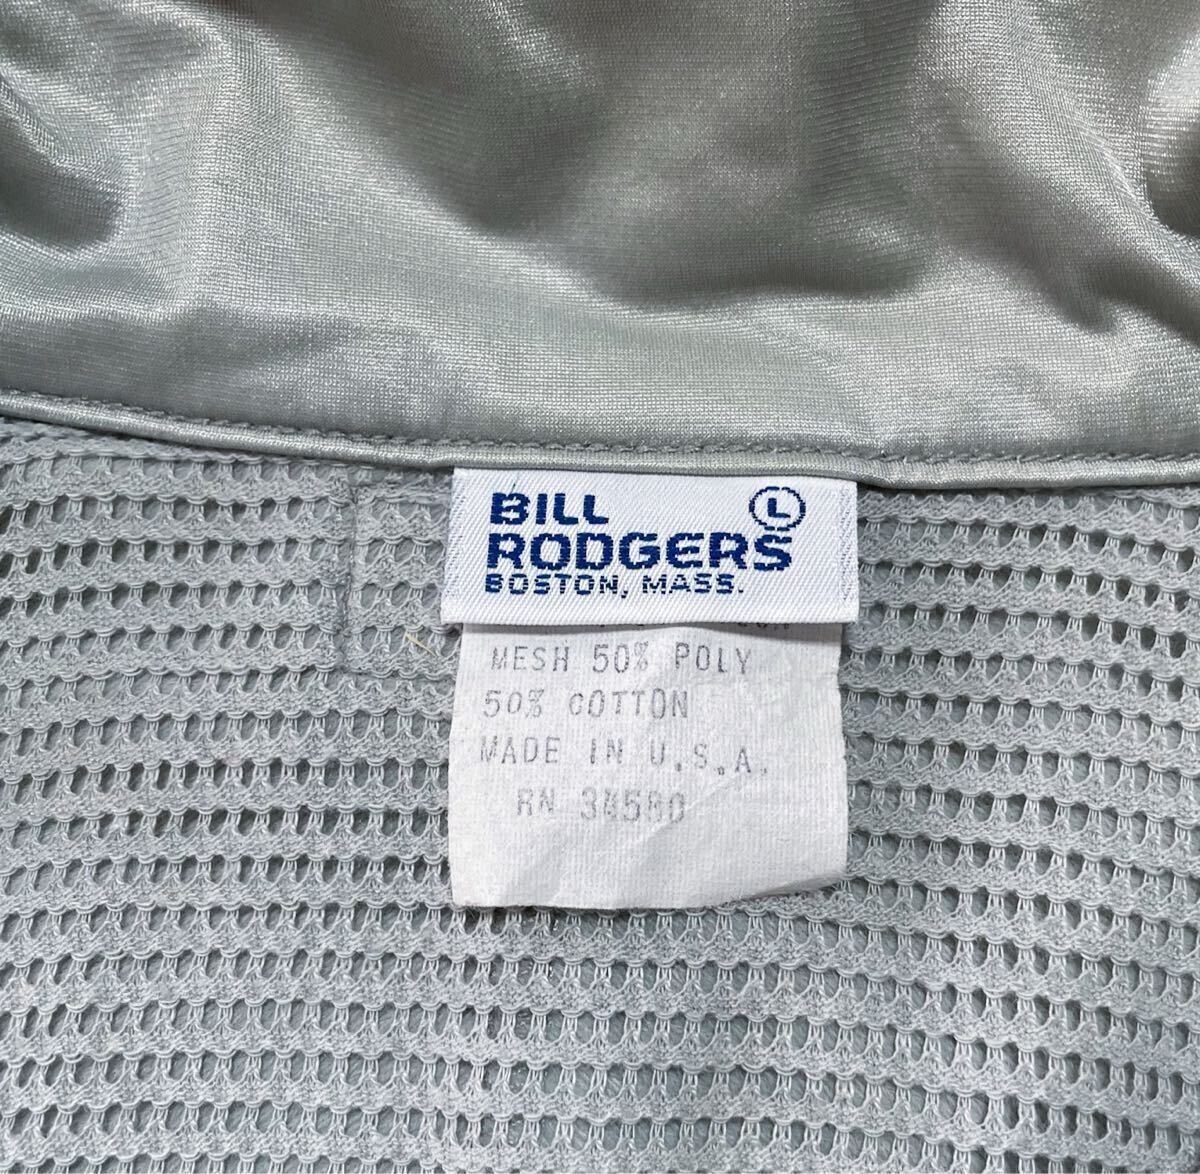 BILL L
RODGERS
BOSTON, MASS.
MESH 50% POLY
50% COTTON
MADE IN U.S.A.
RN 34580